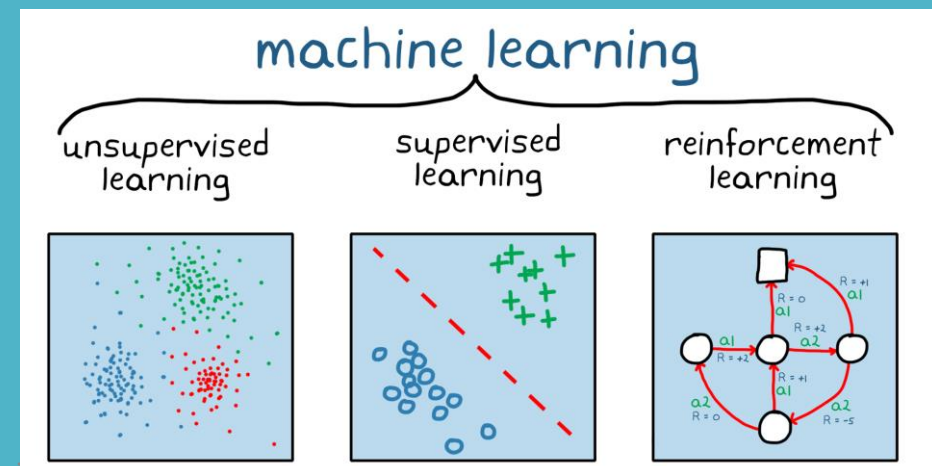 machine learning
unsupervised
learning
supervised
learning
reinforcement
learning
R = 0
a1
R = +1
a1
a1
R = +2
R = +2
a2
R = +1
a1
a2
R = 0
a2
R = -5